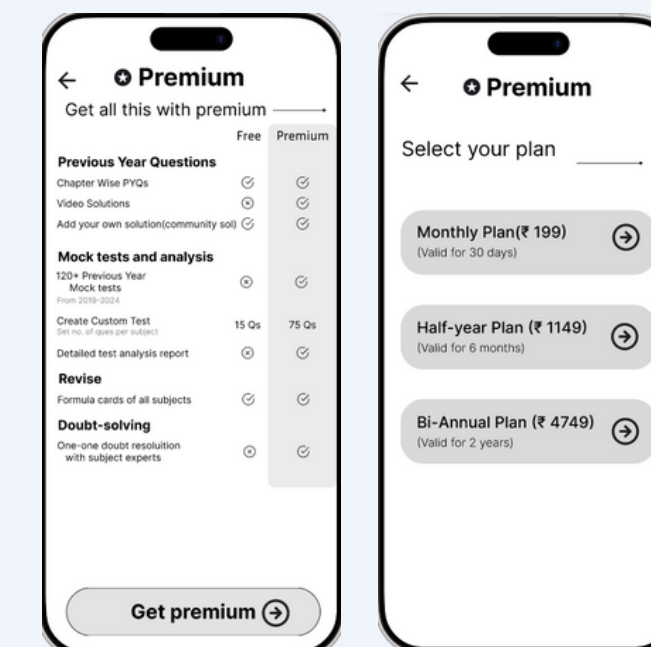 Premium
Get all this with premium
Free Premium
Previous Year Questions
Chapter Wise PYQs
Video Solutions
Add your own solution(community sol)
Mock tests and analysis
120+ Previous Year
Mock tests
From 2019-2024
Create Custom Test 15 Qs 75 Qs
Set no. of ques per subject
Detailed test analysis report
Revise
Formula cards of all subjects
Doubt-solving
One-one doubt resoluition
with subject experts
Get premium
Premium
Select your plan
Monthly Plan(₹ 199)
(Valid for 30 days)
Half-year Plan (₹ 1149)
(Valid for 6 months)
Bi-Annual Plan (₹ 4749)
(Valid for 2 years)